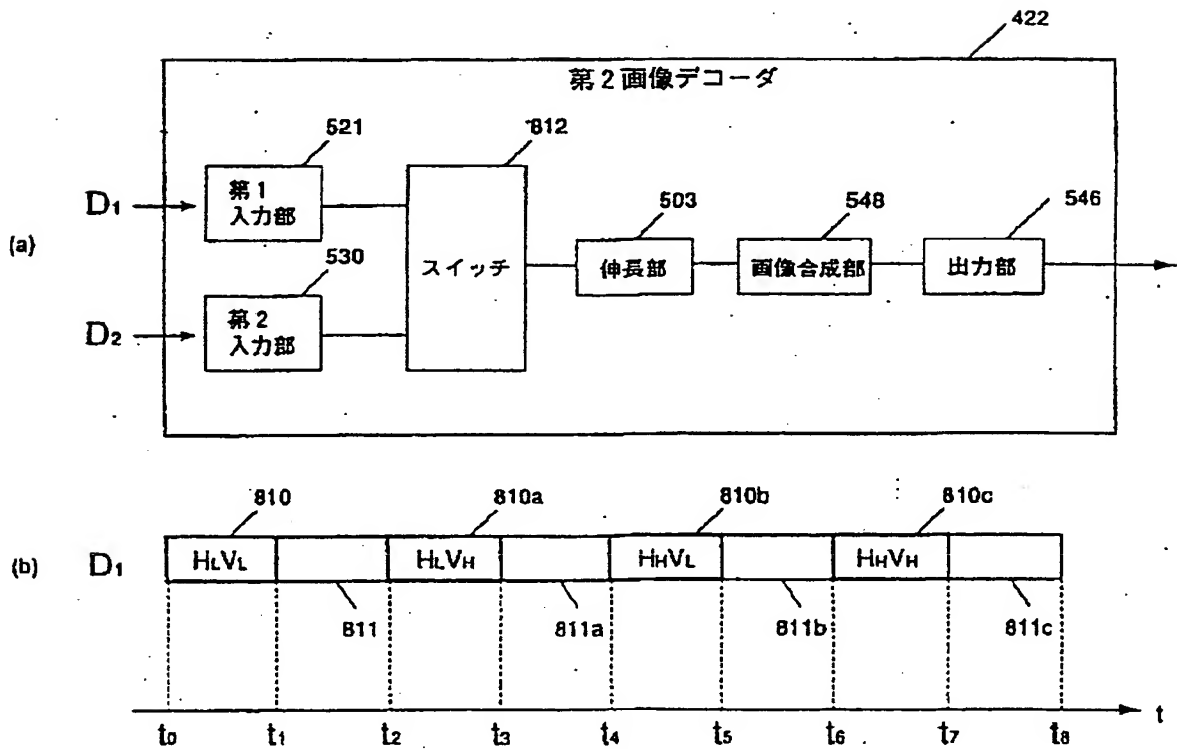 422
第2画像デコーダ
521
812
D1
第1
入力部
503
548
546
(a)
スイッチ
伸長部
画像合成部
出力部
530
D2
第2
入力部
810
810a
810b
810c
(b)
D1
HLVL
HLVH
HHVL
HHVH
811
811a
811b
811c
t
t0
t1
t2
t3
t4
t5
t6
t7
t8